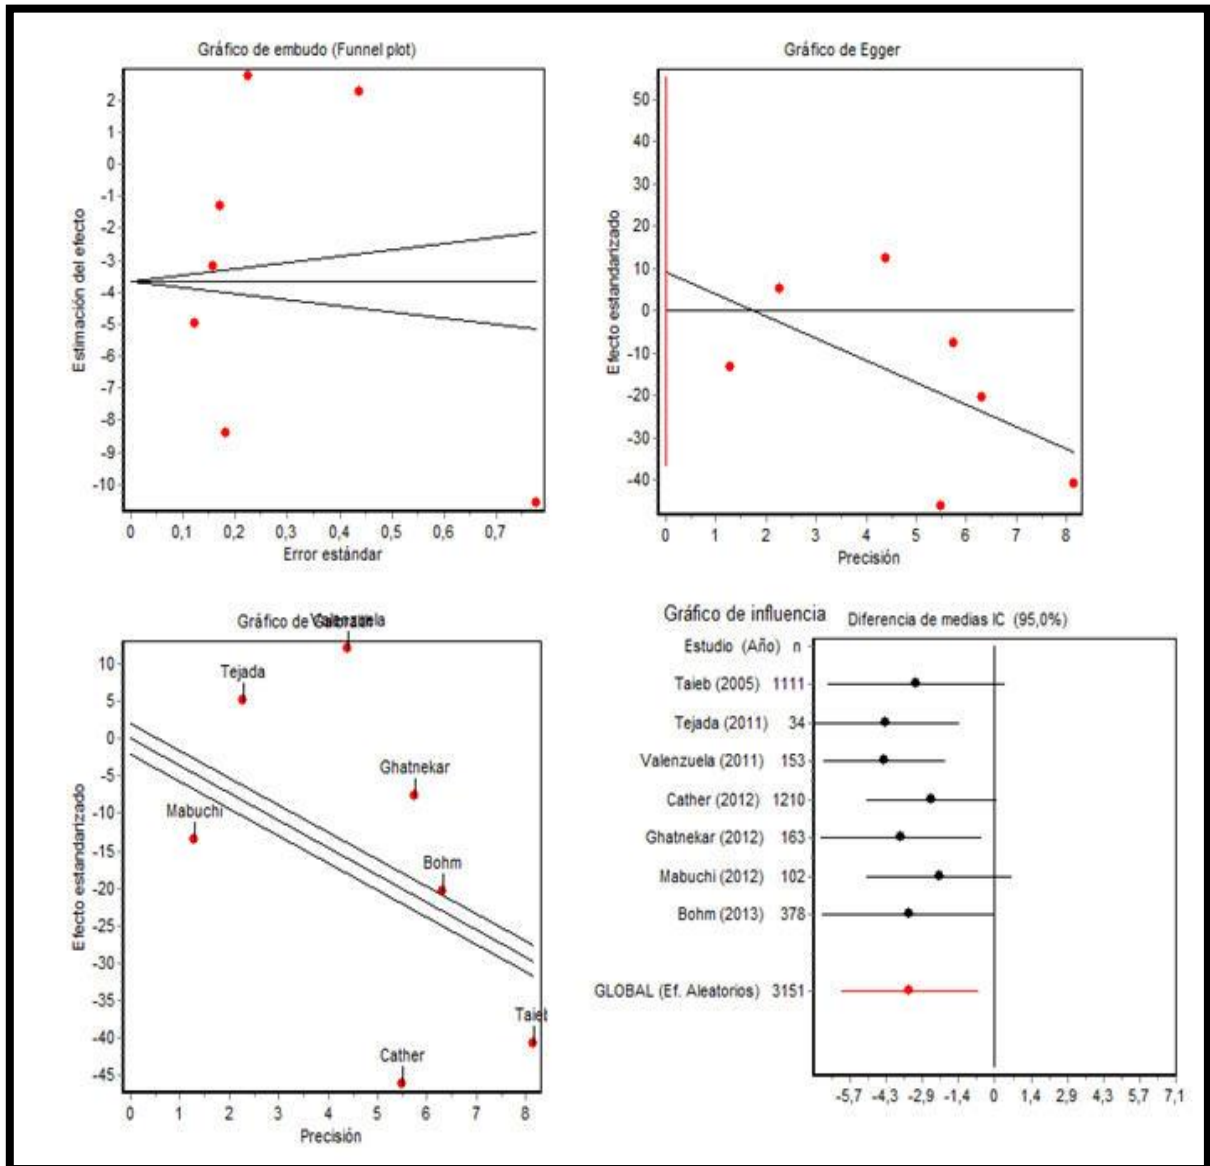 Gráfico de embudo (Funnel plot)
Estimación del efecto
2
1
0
-1
-2
-3
-4
-5
-6
-7
-8
-9
-10
0 0,1 0,2 0,3 0,4 0,5 0,6 0,7
Error estándar
Gráfico de Egger
Efecto estandarizado
50
40
30
20
10
0
-10
-20
-30
-40
0 1 2 3 4 5 6 7 8
Precisión
Gráfico de
Valenzuela
Tejada
Ghatnekar
Mabuchi
Bohm
Taieb
Cather
Efecto estandarizado
10
5
0
-5
-10
-15
-20
-25
-30
-35
-40
-45
0 1 2 3 4 5 6 7 8
Precisión
Gráfico de influencia
Diferencia de medias IC (95,0%)
Estudio (Año) n
Taieb (2005) 1111
Tejada (2011) 34
Valenzuela (2011) 153
Cather (2012) 1210
Ghatnekar (2012) 163
Mabuchi (2012) 102
Bohm (2013) 378
GLOBAL (Ef. Aleatorios) 3151
-5,7 -4,3 -2,9 -1,4 0 1,4 2,9 4,3 5,7 7,1